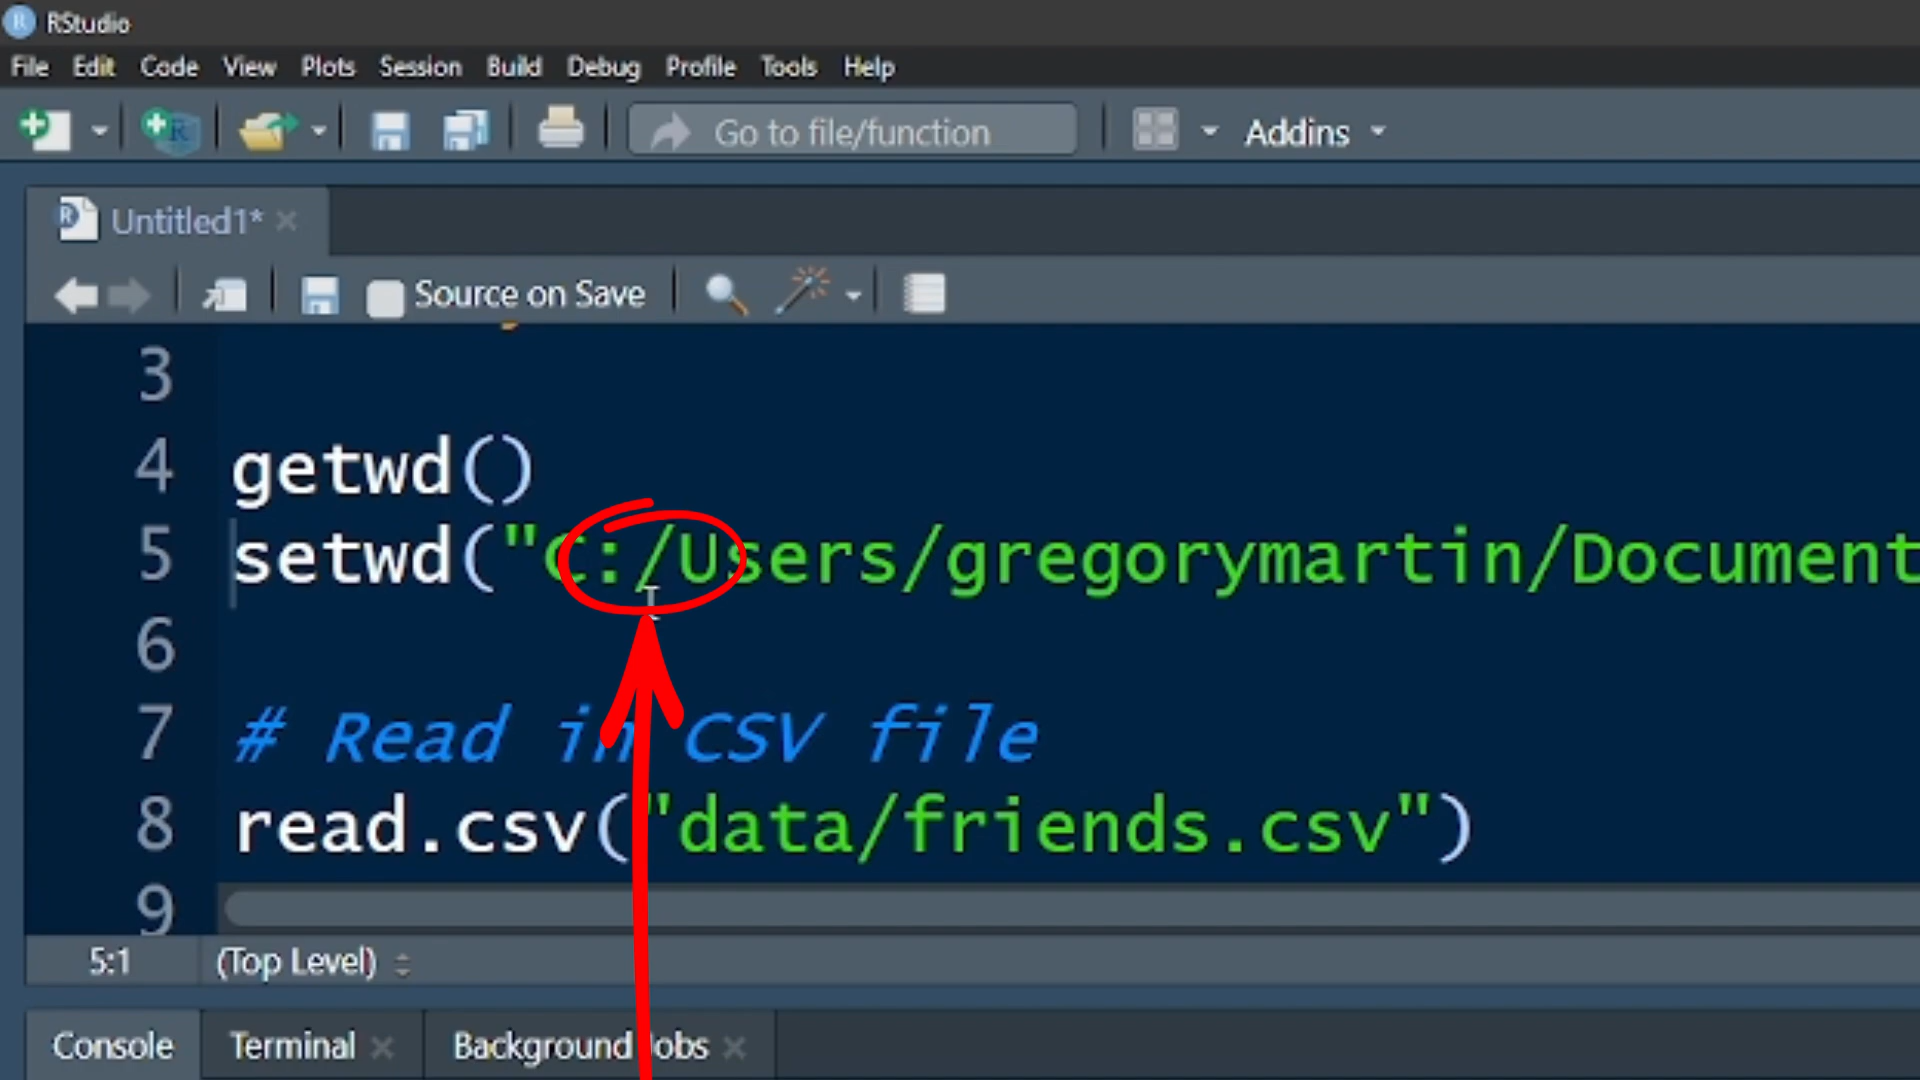 RStudio
File Edit Code View Plots Session Build Debug Profile Tools Help
Go to file/function Addins
Untitled1*
Source on Save
3
4 getwd()
5 setwd("C:/Users/gregorymartin/Document
6
7 # Read in CSV file
8 read.csv("data/friends.csv")
9
5:1 (Top Level)
Console Terminal Background Jobs